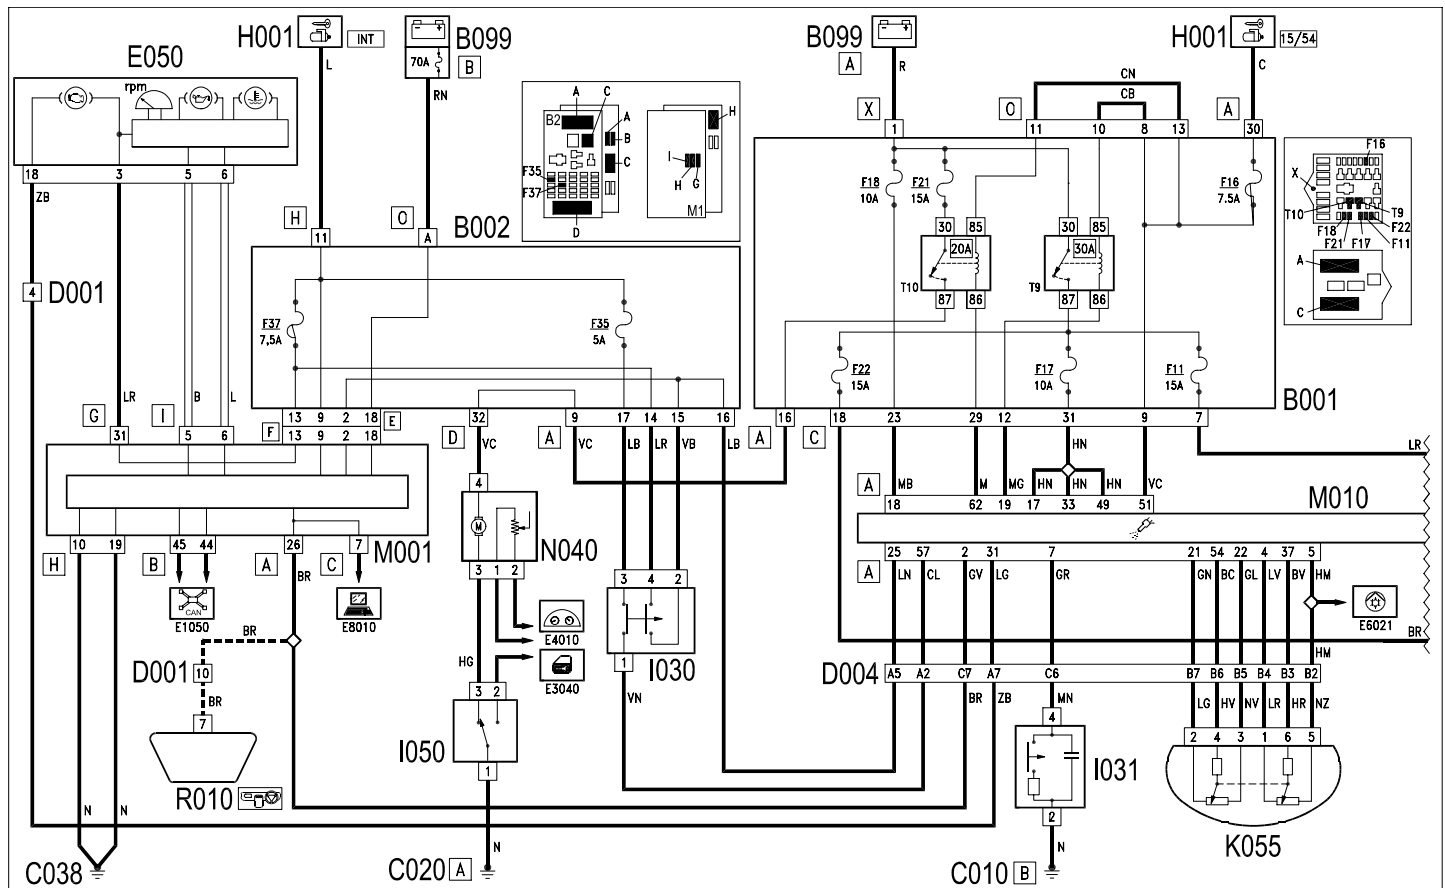 H001 INT
B099
70A
B
B099
A
H001 15/54
E050
rpm
L
RN
R
CN
CB
C
A C A
B2
B
C
F35
F37
D
H
I
H G
M1
X
O
A
1 11 10 8 13 30
F16
X
T10 T9
F18 F22
F21 F17 F11
A
C
18 3 5 6
ZB
H
11
O
A
B002
F18
10A
F21
15A
F16
7.5A
30 85 30 85
20A 30A
T10 T9
87 86 87 86
4 D001
F37
7,5A
F35
5A
F22
15A
F17
10A
F11
15A
B001
LR B L
G I
31 5 6
13 9 2 18 E
F 13 9 2 18
32 9 17 14 15 16
D A
VC VC LB LR VB LB
16 18 23 29 12 31 9 7
A C
HN
LR
MB M MG HN HN HN VC
A
18 62 19 17 33 49 51
M010
4
M
N040
3 1 2
M001
10 19 45 44 26 7
H B A C
BR
CAN
E1050
E8010
BR
D001 10
BR
7
R010
25 57 2 31 7 21 54 22 4 37 5
A
LN CL GV LG GR GN BC GL LV BV HM
E6021
BR
HM
3 4 2
1
I030
VN
E4010
E3040
HG
3 2
I050
1
D004 A5 A2 C7 A7 C6 B7 B6 B5 B4 B3 B2
BR ZB MN LG HV NV LR HR NZ
4
I031
2
2 4 3 1 6 5
K055
N N
C038
N
C020 A
N
C010 B